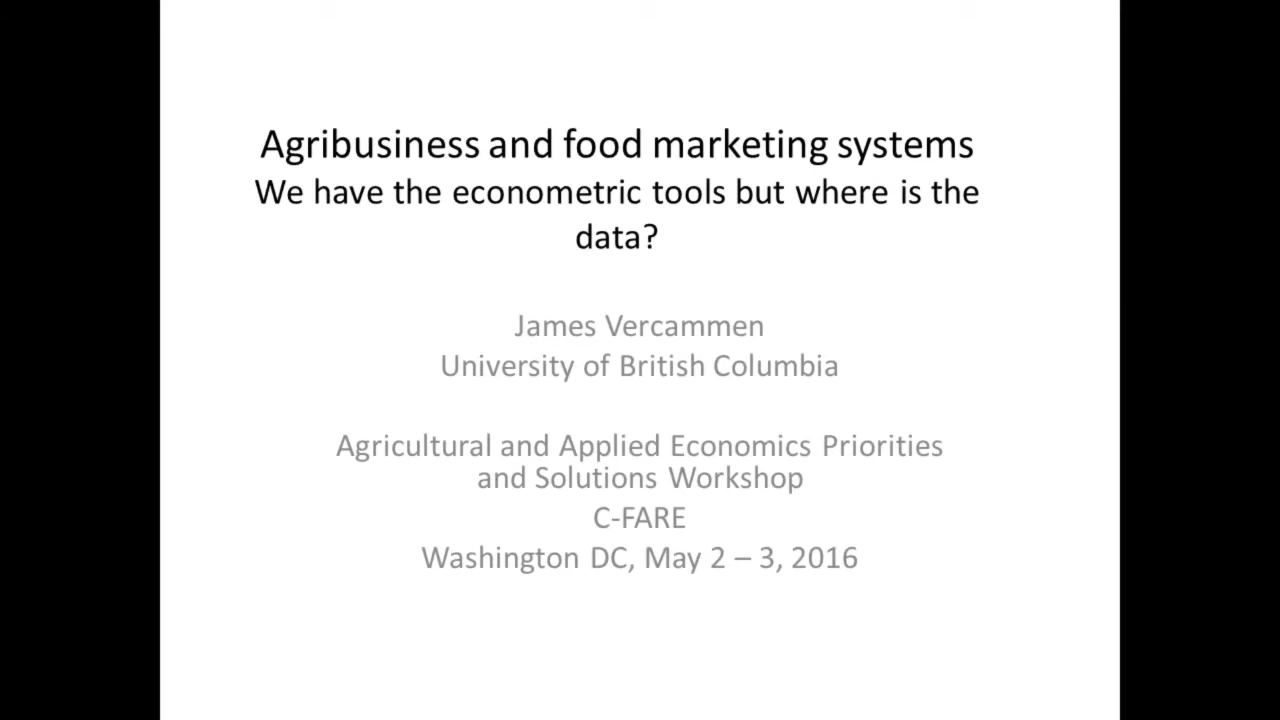 Agribusiness and food marketing systems
We have the econometric tools but where is the
data?
James Vercammen
University of British Columbia
Agricultural and Applied Economics Priorities
and Solutions Workshop
C-FARE
Washington DC, May 2 – 3, 2016